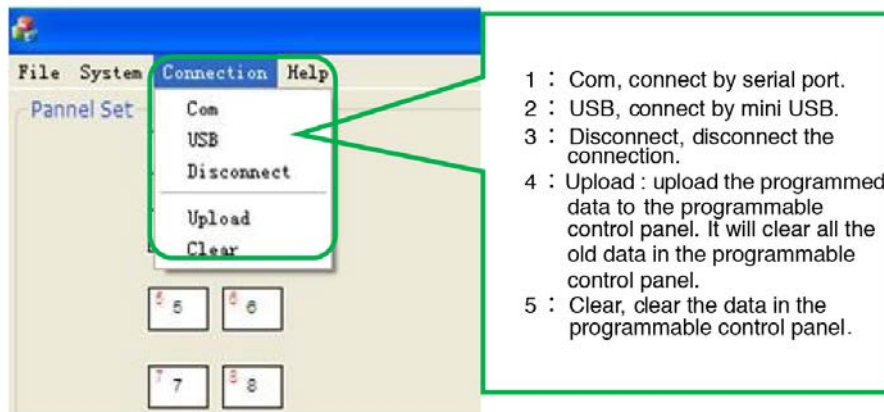 File System Connection Help
Pannel Set
Com
USB
Disconnect
Upload
Clear
5 5 6 6
7 7 8 8
1 : Com, connect by serial port.
2 : USB, connect by mini USB.
3 : Disconnect, disconnect the
connection.
4 : Upload : upload the programmed
data to the programmable
control panel. It will clear all the
old data in the programmable
control panel.
5 : Clear, clear the data in the
programmable control panel.